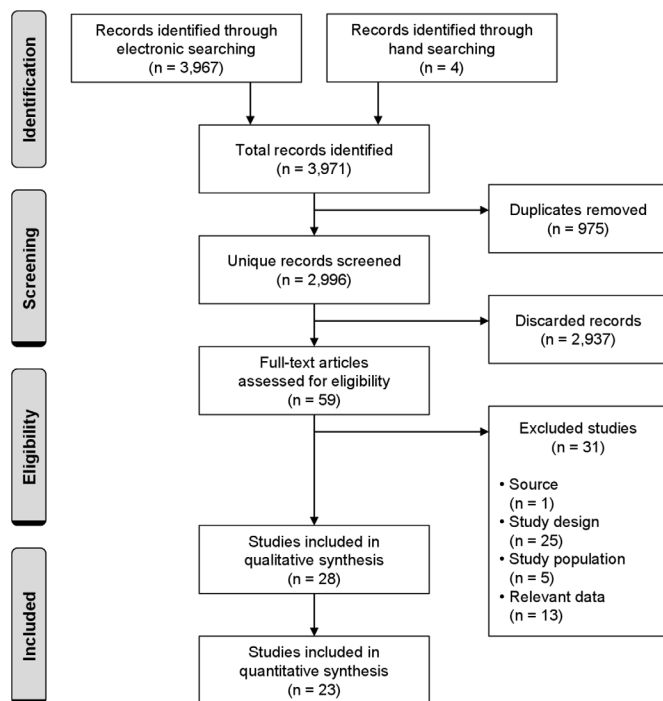 Identification
Records identified through
electronic searching
(n = 3,967)
Records identified through
hand searching
(n = 4)
Total records identified
(n = 3,971)
Screening
Duplicates removed
(n = 975)
Unique records screened
(n = 2,996)
Discarded records
(n = 2,937)
Full-text articles
assessed for eligibility
(n = 59)
Eligibility
Excluded studies
(n = 31)
• Source
(n = 1)
• Study design
(n = 25)
• Study population
(n = 5)
• Relevant data
(n = 13)
Studies included in
qualitative synthesis
(n = 28)
Included
Studies included in
quantitative synthesis
(n = 23)